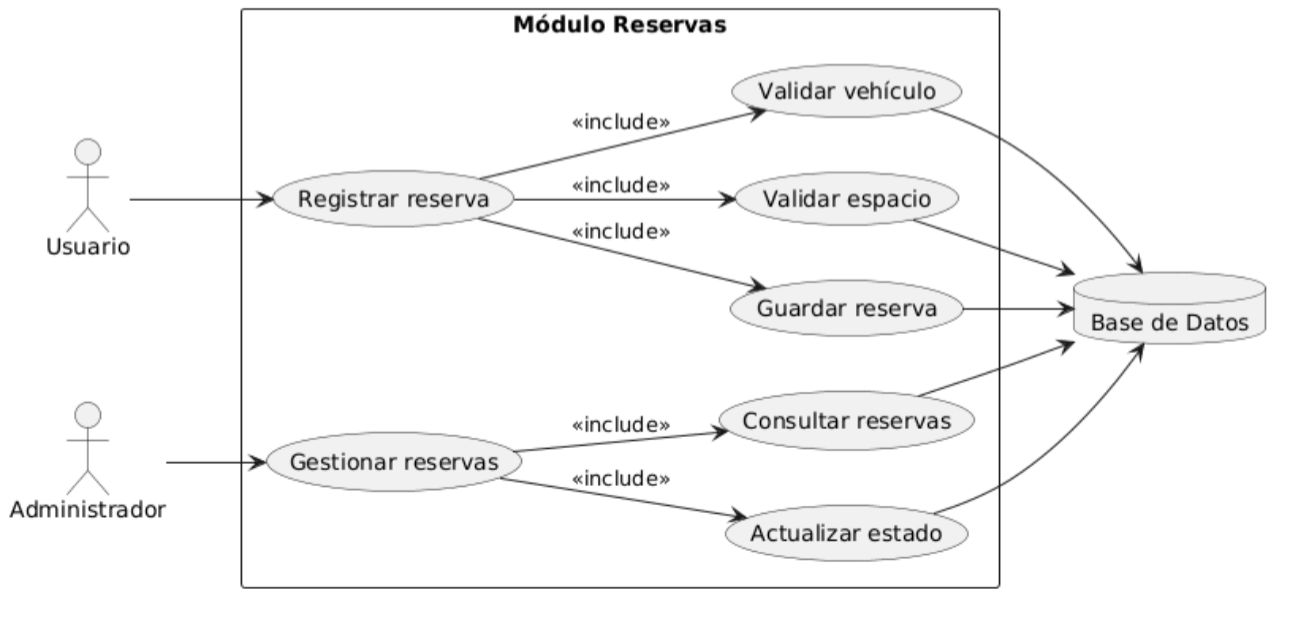 Módulo Reservas
Validar vehículo
«include»
Usuario
Registrar reserva
«include»
Validar espacio
«include»
Guardar reserva
Base de Datos
Administrador
Gestionar reservas
«include»
Consultar reservas
«include»
Actualizar estado